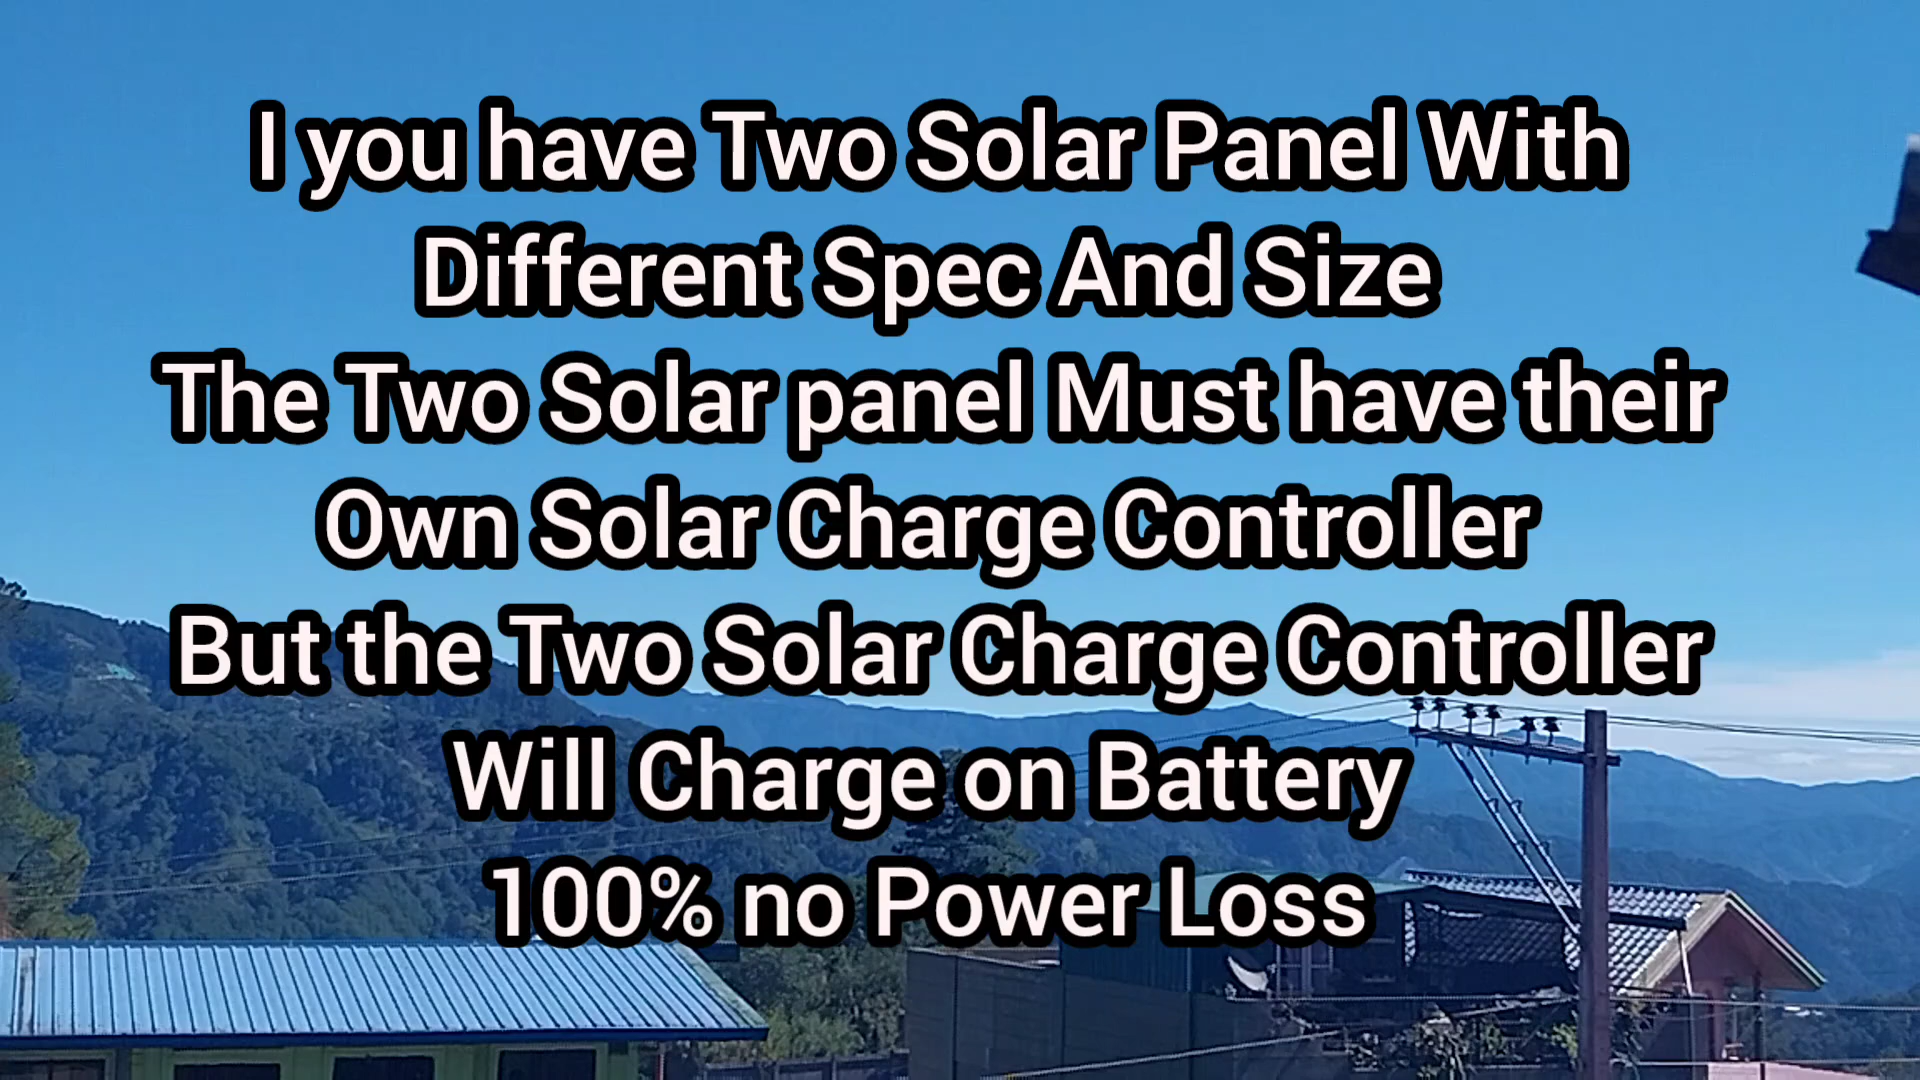 I you have Two Solar Panel With
Different Spec And Size
The Two Solar panel Must have their
Own Solar Charge Controller
But the Two Solar Charge Controller
Will Charge on Battery
100% no Power Loss